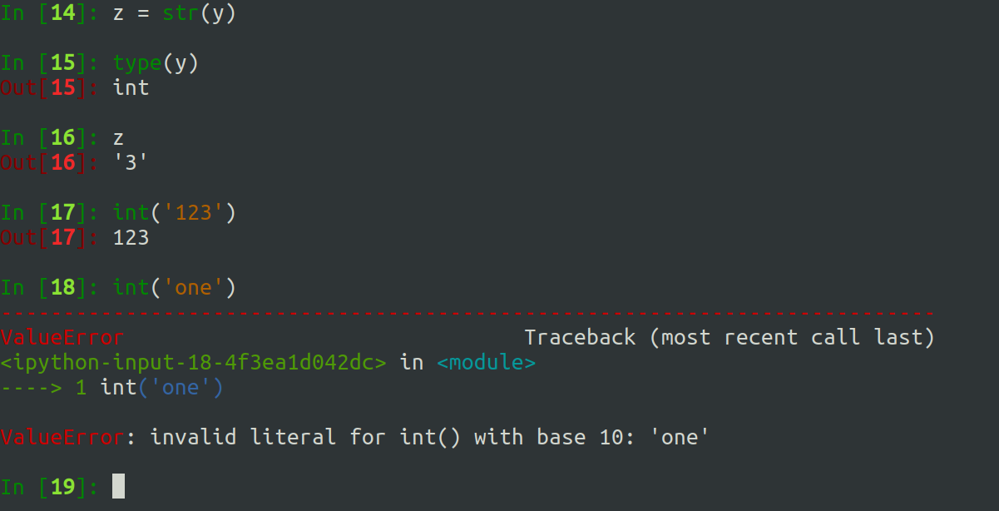 In [14]: z = str(y)
In [15]: type(y)
Out[15]: int
In [16]: z
Out[16]: '3'
In [17]: int('123')
Out[17]: 123
In [18]: int('one')
---------------------------------------------------------------------------
ValueError                                Traceback (most recent call last)
<ipython-input-18-4f3ea1d042dc> in <module>
----> 1 int('one')
ValueError: invalid literal for int() with base 10: 'one'
In [19]: